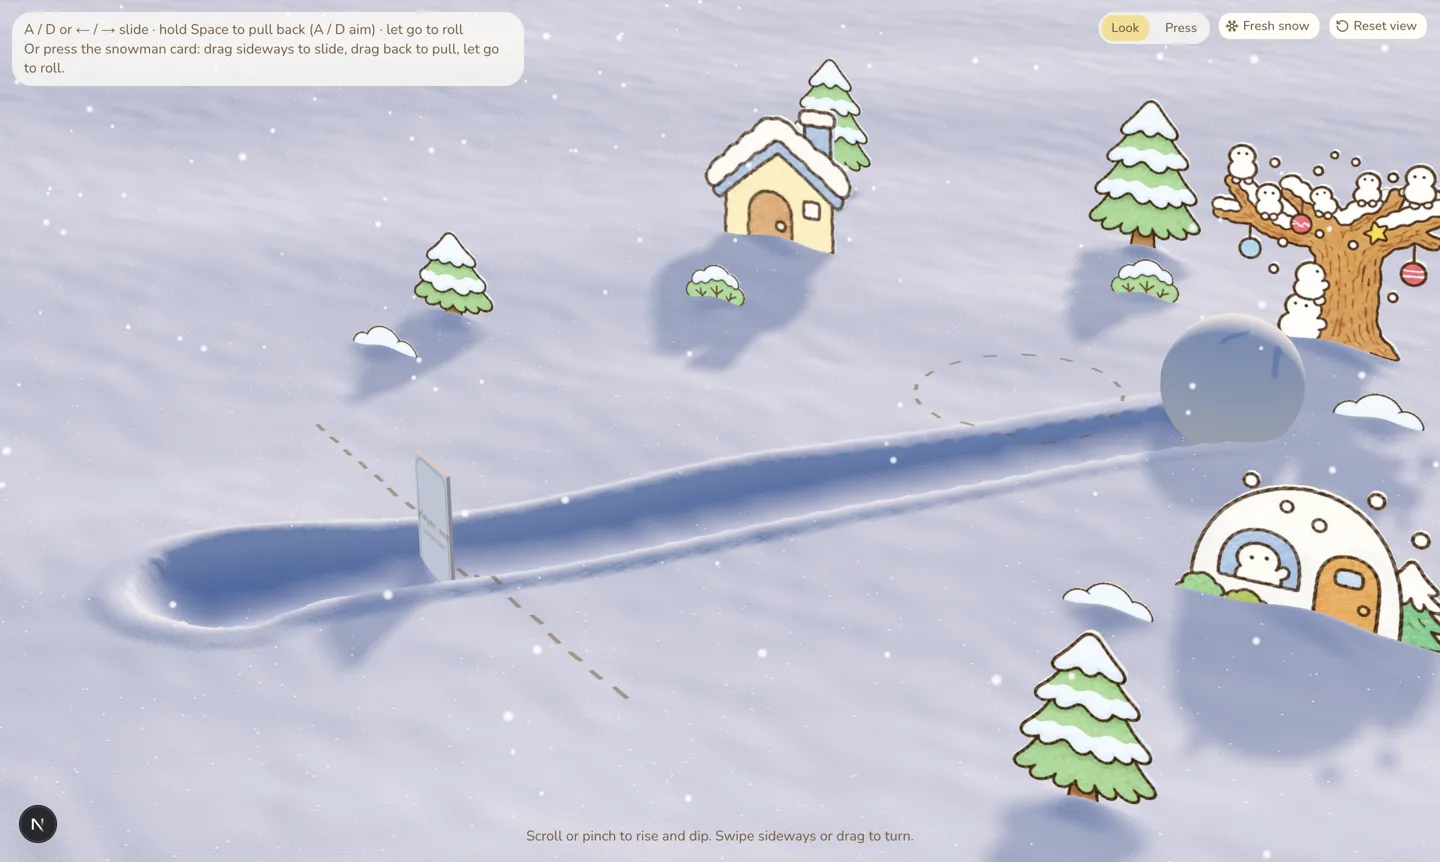 A / D or ← / → slide · hold Space to pull back (A / D aim) · let go to roll
Or press the snowman card: drag sideways to slide, drag back to pull, let go
to roll.
Look
Press
Fresh snow
Reset view
N
Scroll or pinch to rise and dip. Swipe sideways or drag to turn.